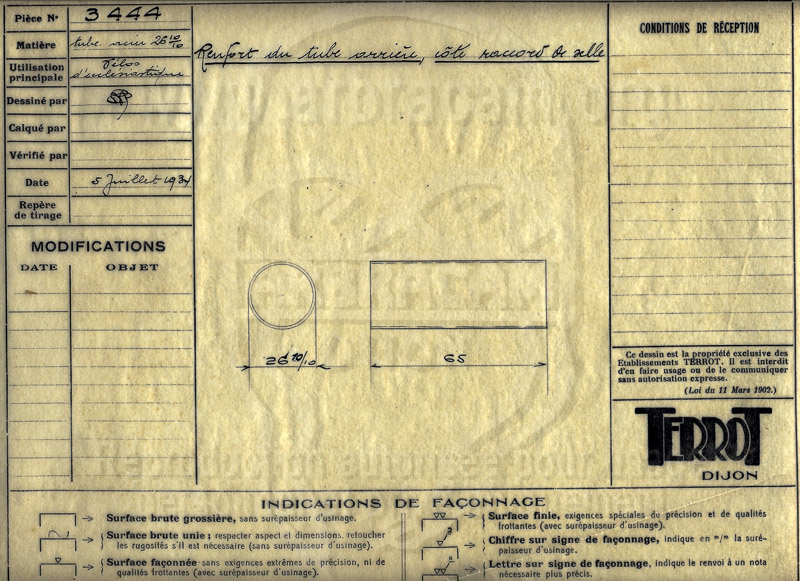 Pièce Nº 3444
Matière tube acier 26 10/10
Utilisation principale Vélos
Dessiné par
Calqué par
Vérifié par
Date 5 Juillet 1934
Repère
de tirage
MODIFICATIONS
DATE OBJET
Renfort du tube arrière, côté raccord de selle
26 10/10
65
CONDITIONS DE RÉCEPTION
Ce dessin est la propriété exclusive des
Etablissements TERROT. Il est interdit
d'en faire usage ou de le communiquer
sans autorisation expresse.
(Loi du 11 Mars 1902.)
TERROT
DIJON
INDICATIONS DE FAÇONNAGE
Surface brute grossière, sans surépaisseur d'usinage.
Surface brute unie; respecter aspect et dimensions, retoucher
les rugosités s'il est nécessaire (sans surépaisseur d'usinage).
Surface façonnée sans exigences extrêmes de précision, ni de
qualités frottantes (avec surépaisseur d'usinage).
Surface finie, exigences spéciales de précision et de qualités
frottantes (avec surépaisseur d'usinage).
Chiffre sur signe de façonnage, indique en m/m la suré-
paisseur d'usinage.
Lettre sur signe de façonnage, indique le renvoi à un nota
nécessaire plus précis.